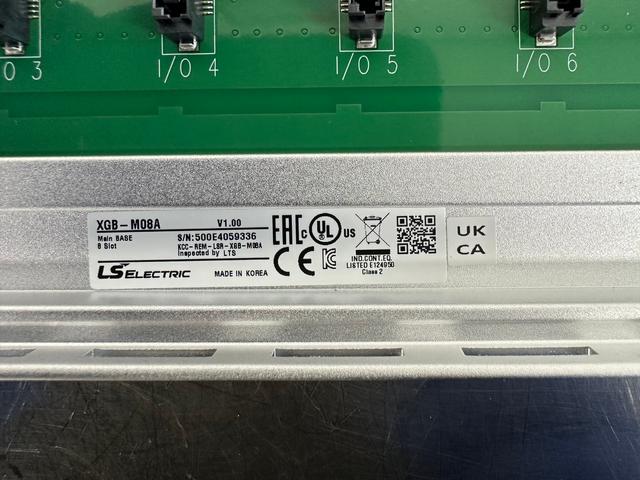 I/O 3
I/O 4
I/O 5
I/O 6
XGB-M08A V1.00
Main BASE S/N:500E4059336
8 Slot KCC-REM-LSR-XGB-M08A
Inspected by LTS
LS ELECTRIC MADE IN KOREA
EAC
c UL US
CE
IND.CONT.EQ.
LISTED E124950
Class 2
UK
CA